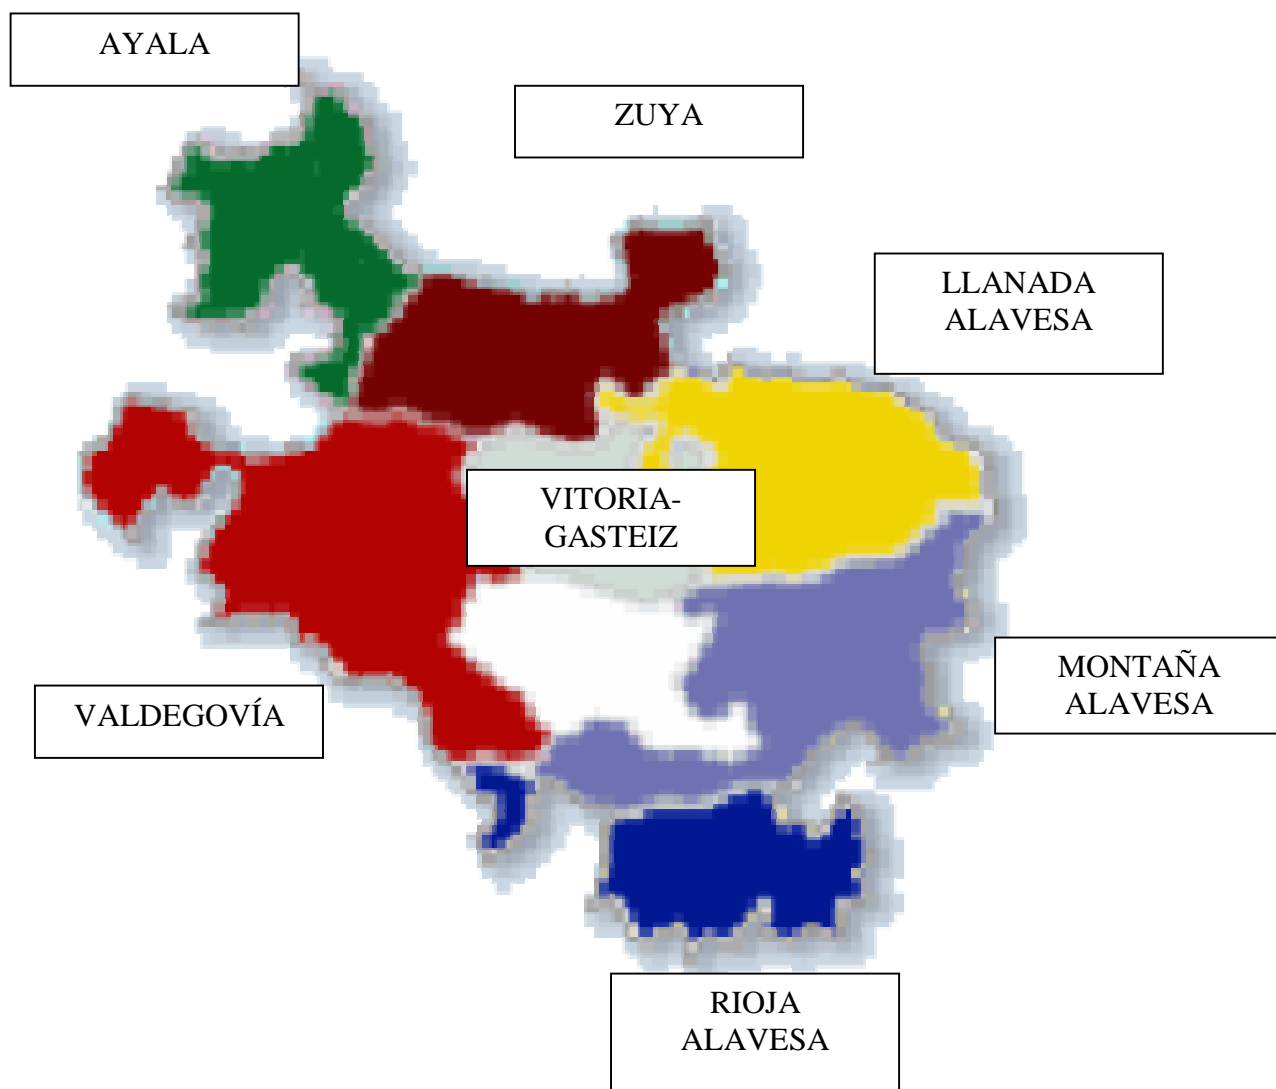 AYALA
ZUYA
LLANADA
ALAVESA
VITORIA-
GASTEIZ
MONTAÑA
ALAVESA
VALDEGOVÍA
RIOJA
ALAVESA